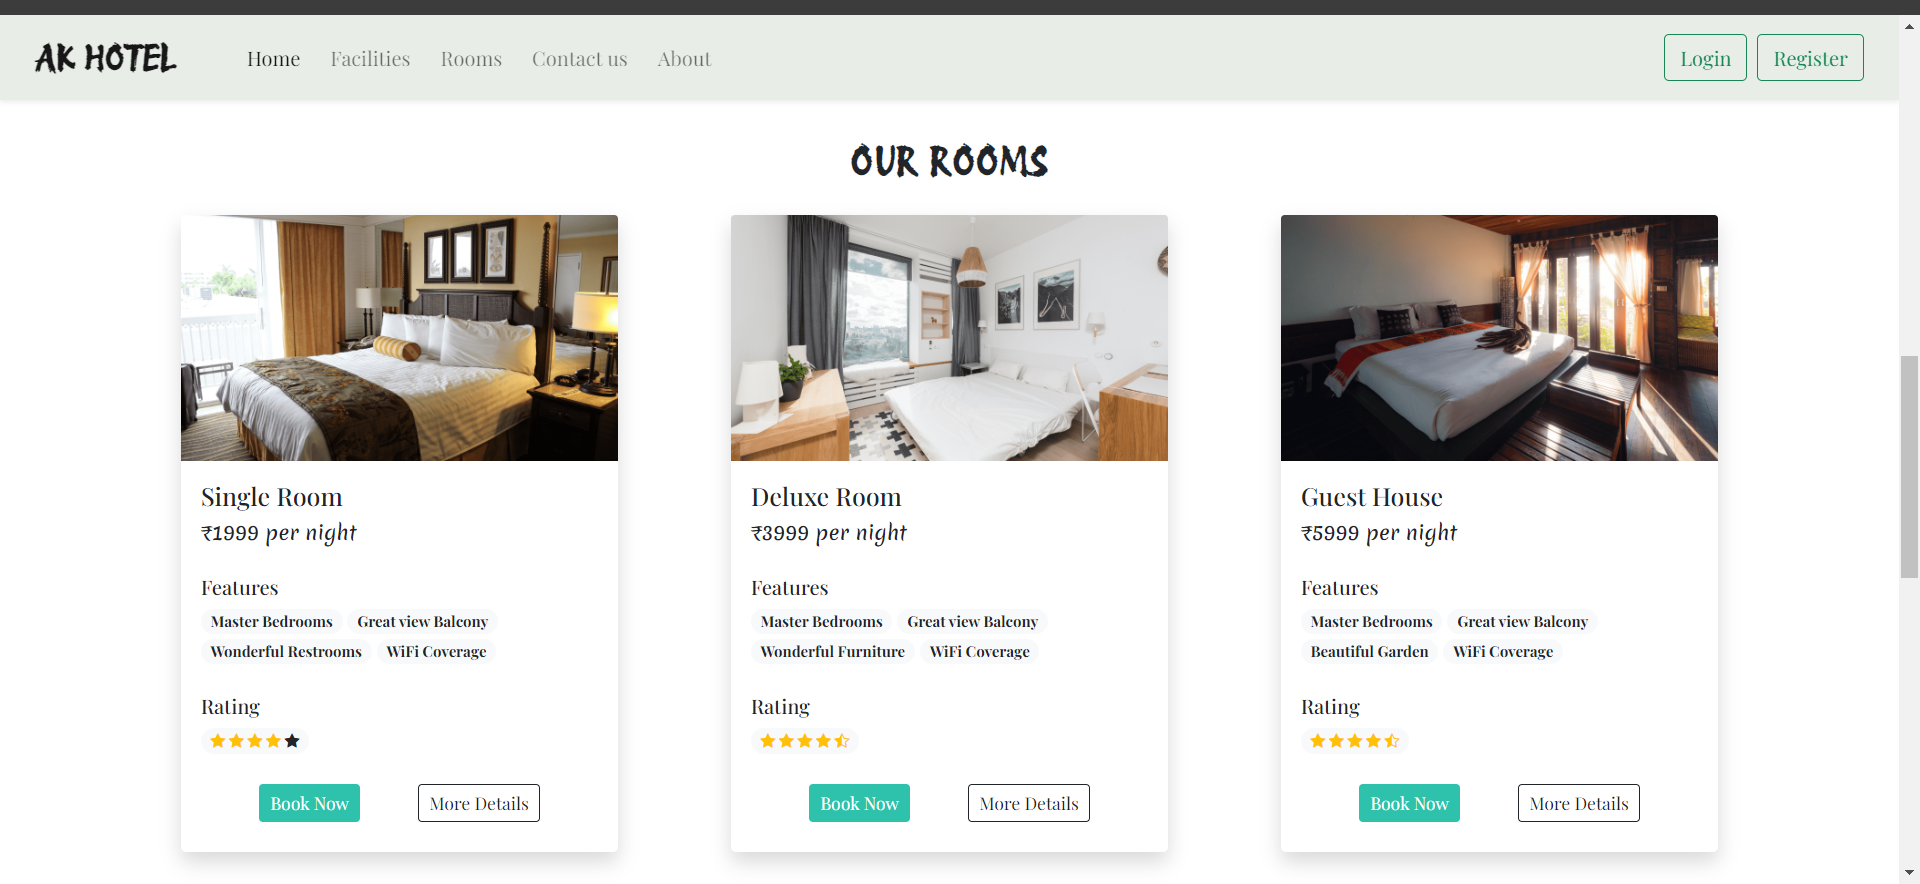 AK HOTEL Home Facilities Rooms Contact us About Login Register
OUR ROOMS
Single Room
₹1999 per night
Features
Master Bedrooms Great view Balcony
Wonderful Restrooms WiFi Coverage
Rating
Book Now More Details
Deluxe Room
₹3999 per night
Features
Master Bedrooms Great view Balcony
Wonderful Furniture WiFi Coverage
Rating
Book Now More Details
Guest House
₹5999 per night
Features
Master Bedrooms Great view Balcony
Beautiful Garden WiFi Coverage
Rating
Book Now More Details